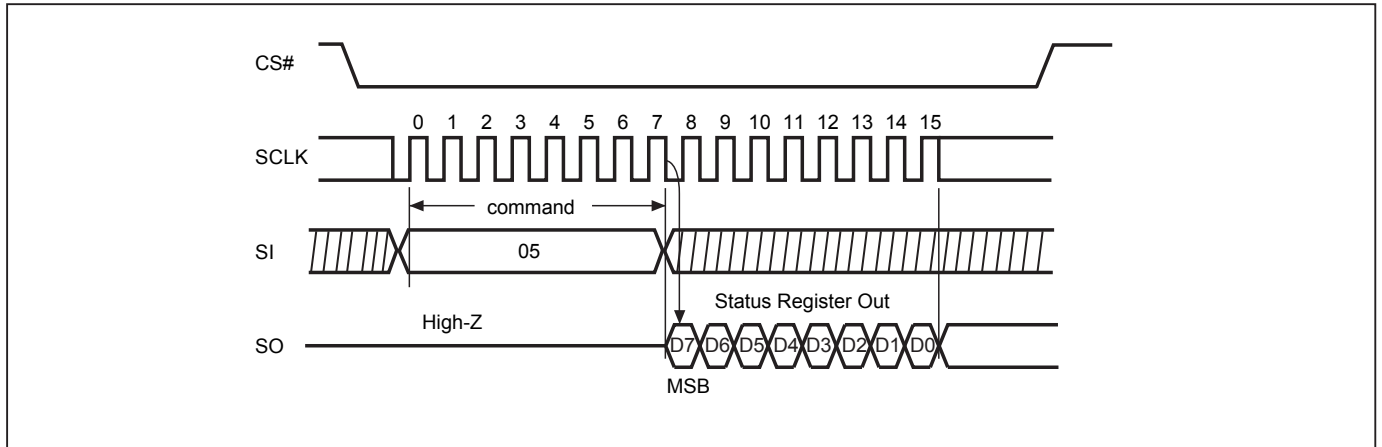 CS#
0 1 2 3 4 5 6 7 8 9 10 11 12 13 14 15
SCLK
command
SI
05
Status Register Out
High-Z
SO
D7 D6 D5 D4 D3 D2 D1 D0
MSB